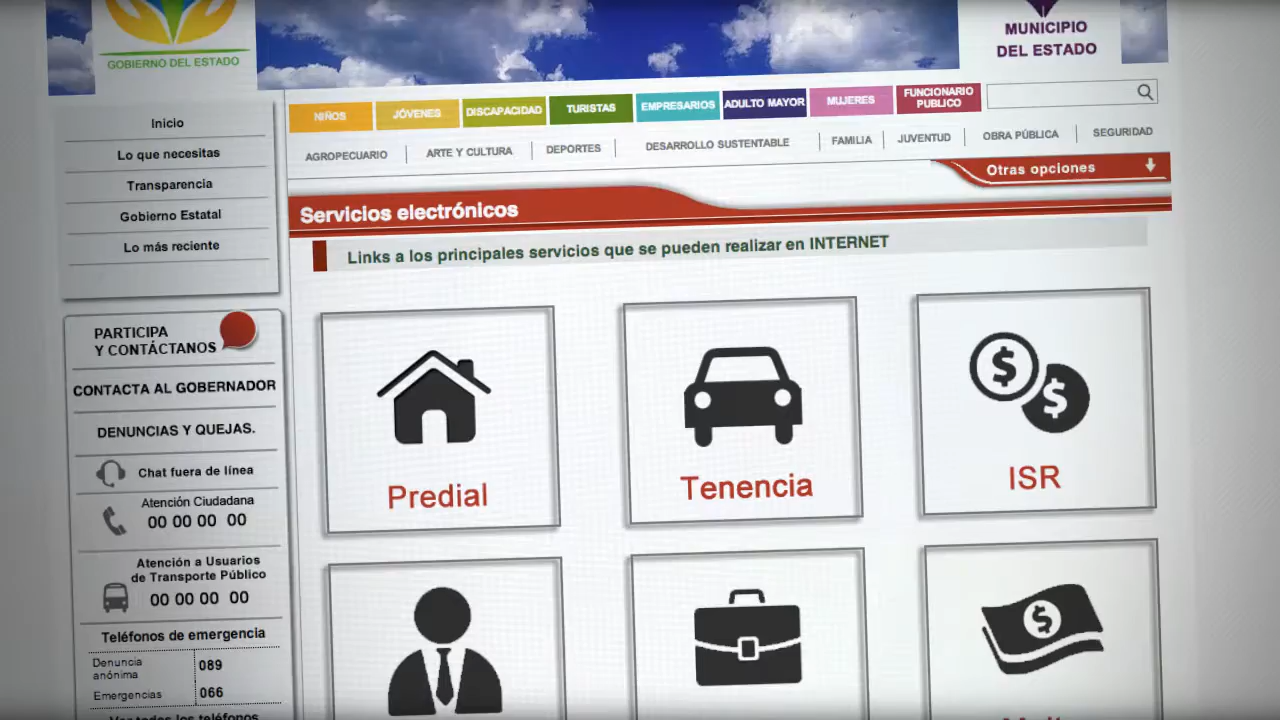 GOBIERNO DEL ESTADO
MUNICIPIO
DEL ESTADO
NIÑOS
JÓVENES
DISCAPACIDAD
TURISTAS
EMPRESARIOS
ADULTO MAYOR
MUJERES
FUNCIONARIO
PUBLICO
AGROPECUARIO
ARTE Y CULTURA
DEPORTES
DESARROLLO SUSTENTABLE
FAMILIA
JUVENTUD
OBRA PÚBLICA
SEGURIDAD
Otras opciones
Inicio
Lo que necesitas
Transparencia
Gobierno Estatal
Lo más reciente
PARTICIPA
Y CONTÁCTANOS
CONTACTA AL GOBERNADOR
DENUNCIAS Y QUEJAS.
Chat fuera de línea
Atención Ciudadana
00 00 00 00
Atención a Usuarios
de Transporte Público
00 00 00 00
Teléfonos de emergencia
Denuncia
anónima
089
Emergencias
066
Ver todos los teléfonos
Servicios electrónicos
Links a los principales servicios que se pueden realizar en INTERNET
Predial
Tenencia
ISR